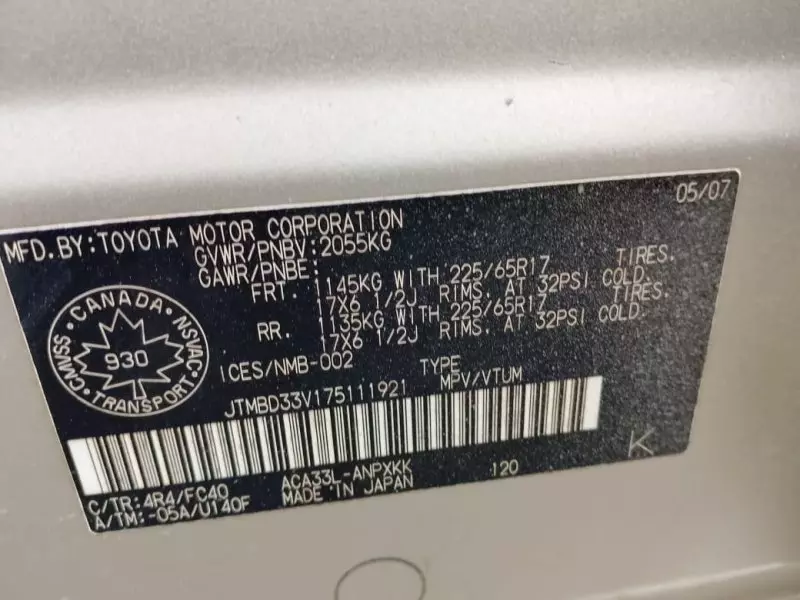 05/07
MFD.BY:TOYOTA MOTOR CORPORATION
GVWR/PNBV:2055KG
GAWR/PNBE:
FRT. 1145KG WITH 225/65R17 TIRES.
17X6 1/2J RIMS. AT 32PSI COLD.
RR. 1135KG WITH 225/65R17 TIRES.
17X6 1/2J RIMS. AT 32PSI COLD.
CANADA
NSVAC
TRANSPORT
CMVSS
930
ICES/NMB-002 TYPE
MPV/VTUM
JTMBD33V175111921
K
C/TR:4R4/FC40 ACA33L-ANPXKK 120
A/TM:-05A/U140F MADE IN JAPAN